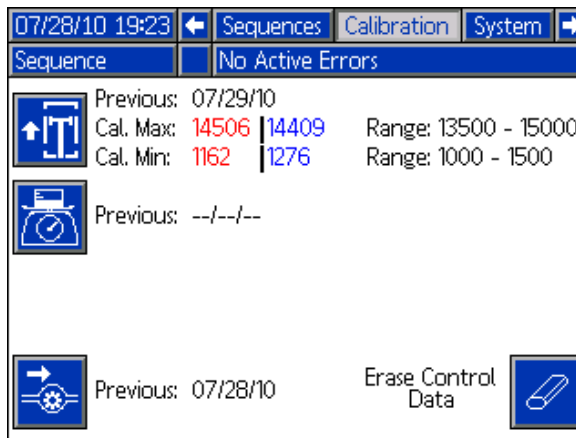 07/28/10 19:23 Sequences Calibration System
Sequence No Active Errors
Previous: 07/29/10
Cal. Max: 14506 14409 Range: 13500 - 15000
Cal. Min: 1162 1276 Range: 1000 - 1500
Previous: --/--/--
Previous: 07/28/10
Erase Control
Data